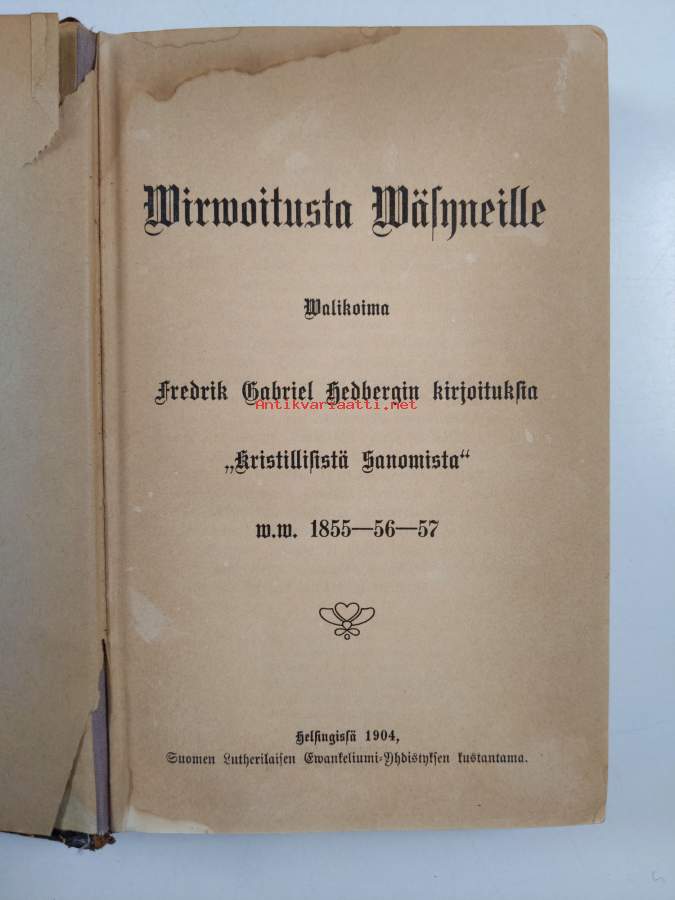 Wirwoitusta Wäsyneille
Walikoima
Fredrik Gabriel Hedbergin kirjoituksia
Antikvariaatti.net
„Kristillisistä Sanomista“
w.w. 1855—56—57
Helsingissä 1904,
Suomen Lutherilaisen Ewankeliumi-Yhdistyksen kustantama.